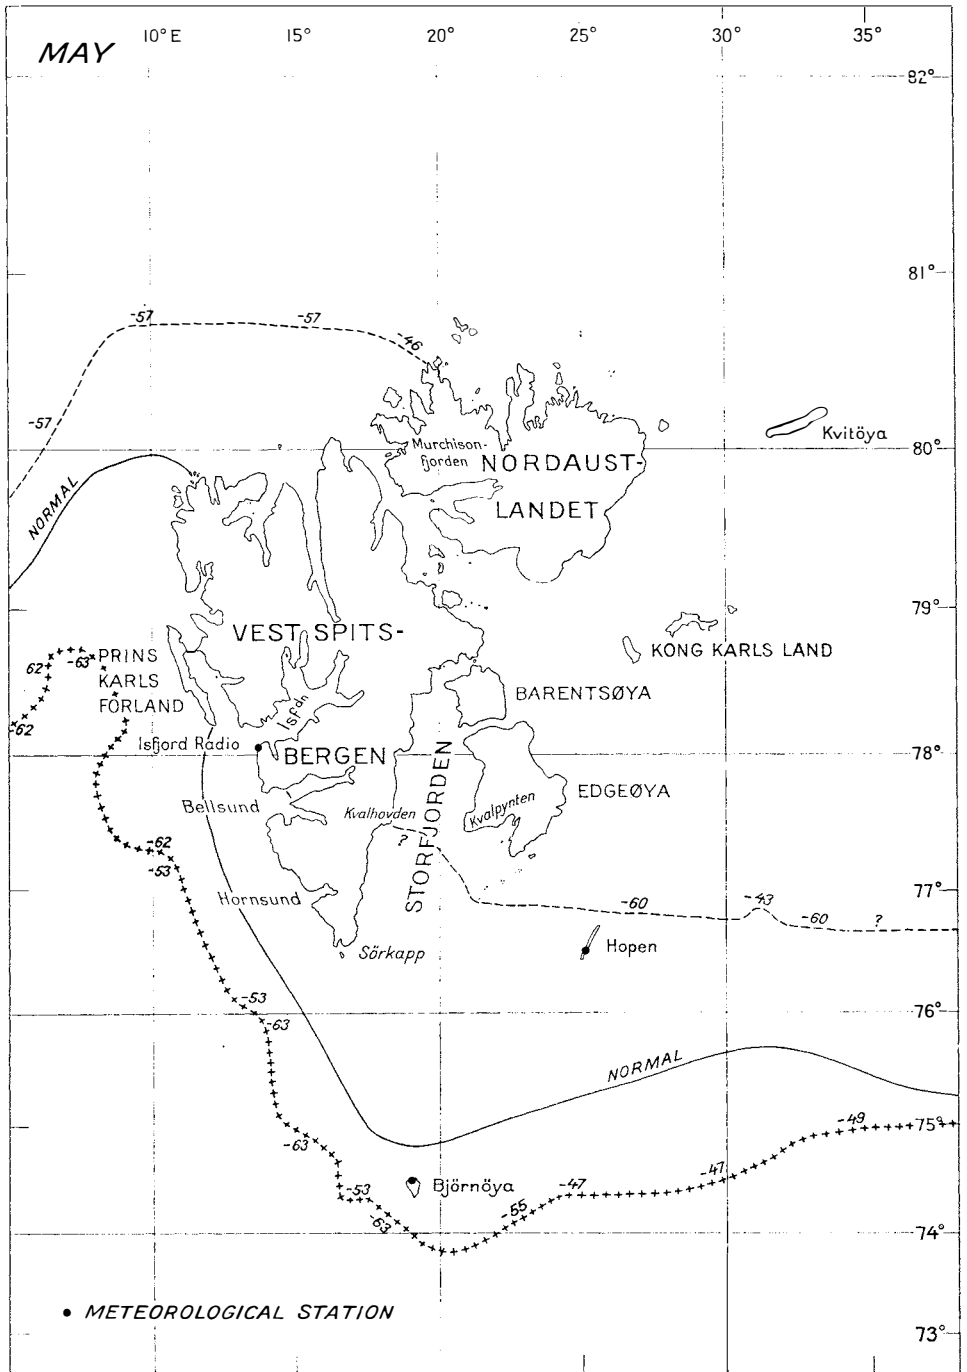 MAY
10°E 15° 20° 25° 30° 35°
82°
81°
-57 -57 -46
-57
Kvitöya
80°
Murchison-
fjorden
NORDAUST-
LANDET
NORMAL
79°
VEST SPITS-
KONG KARLS LAND
62 -63
PRINS
KARLS
FORLAND
-62
BARENTSØYA
Isfdn
Isfjord Radio
BERGEN
78°
STORFJORDEN
EDGEØYA
Bellsund
Kvalhovden
Kvalpynten
?
-62
-53
77°
Hornsund
-60 -43 -60 ?
Sörkapp
Hopen
-53
76°
-63
NORMAL
-63
-49
75°
-47
-47
Björnöya
-53
-63
-55
74°
• METEOROLOGICAL STATION
73°